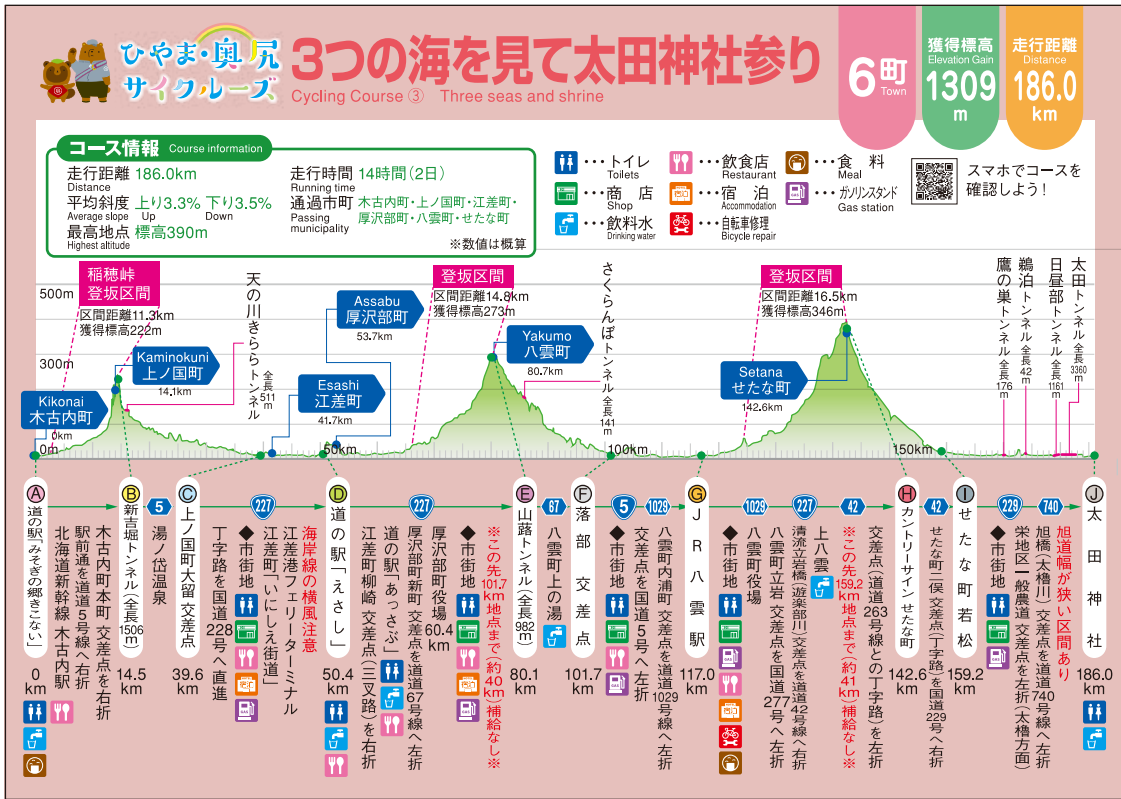 ひやま・奥尻
サイクルーズ
3つの海を見て太田神社参り
Cycling Course ③ Three seas and shrine
6町
Town
獲得標高
Elevation Gain
1309
m
走行距離
Distance
186.0
km
コース情報 Course information
走行距離 186.0km
Distance
平均斜度 上り3.3% 下り3.5%
Average slope Up Down
最高地点 標高390m
Highest altitude
走行時間 14時間(2日)
Running time
通過市町 木古内町・上ノ国町・江差町・
Passing municipality 厚沢部町・八雲町・せたな町
※数値は概算
…トイレ
Toilets
…商店
Shop
…飲料水
Drinking water
…飲食店
Restaurant
…宿泊
Accommodation
…自転車修理
Bicycle repair
…食料
Meal
…ガソリンスタンド
Gas station
スマホでコースを
確認しよう!
500m
300m
0m
50km
100km
150km
稲穂峠
登坂区間
区間距離11.3km
獲得標高222m
登坂区間
区間距離14.8km
獲得標高273m
登坂区間
区間距離16.5km
獲得標高346m
Kikonai
木古内町
0km
Kaminokuni
上ノ国町
14.1km
天の川きららトンネル 全長511m
Esashi
江差町
41.7km
Assabu
厚沢部町
53.7km
Yakumo
八雲町
80.7km
さくらんぼトンネル 全長141m
Setana
せたな町
142.6km
鷹の巣トンネル 全長176m
鵜泊トンネル 全長42m
日昼部トンネル 全長1161m
太田トンネル 全長3360m
A
道の駅「みそぎの郷きこない」
0
km
北海道新幹線 木古内駅
駅前通を道道5号線へ右折
木古内町本町 交差点を右折
B
新吉堀トンネル(全長1506m)
14.5
km
5
湯ノ岱温泉
C
上ノ国町大留 交差点
39.6
km
227
丁字路を国道228号へ直進
◆市街地
江差町「いにしえ街道」
江差港フェリーターミナル
海岸線の横風注意
D
道の駅「えさし」
50.4
km
227
江差町柳崎 交差点(三叉路)を右折
道の駅「あっさぶ」
厚沢部町新町 交差点を道道67号線へ左折
厚沢部町役場 60.4km
◆市街地
※この先101.7km地点まで(約40km)補給なし※
E
山蕗トンネル(全長982m)
80.1
km
67
八雲町上の湯
F
落部交差点
101.7
km
5
1029
◆市街地
交差点を国道5号へ左折
八雲町内浦町 交差点を道道1029号線へ左折
G
JR八雲駅
117.0
km
1029
227
42
◆市街地
八雲町役場
八雲町立岩 交差点を国道277号へ左折
清流立岩橋(遊楽部川)交差点を道道42号線へ右折
上八雲
※この先159.2km地点まで(約41km)補給なし※
交差点(道道263号線との丁字路)を左折
H
カントリーサイン せたな町
142.6
km
42
せたな町二俣 交差点(丁字路)を国道229号へ右折
I
せたな町若松
159.2
km
229
740
◆市街地
栄地区一般農道 交差点を左折(太櫓方面)
旭橋(太櫓川)交差点を道道740号線へ左折
旭道幅が狭い区間あり
J
太田神社
186.0
km